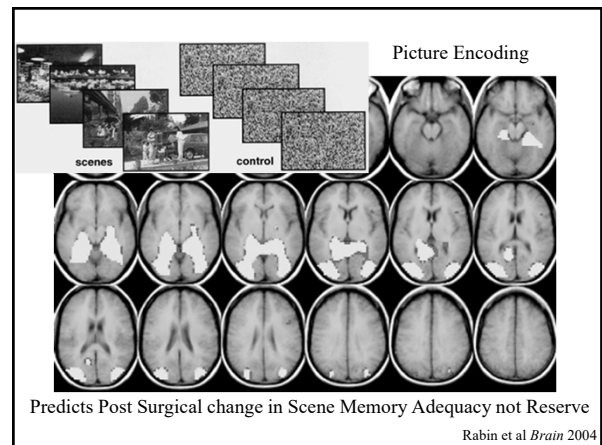 Picture Encoding
scenes
control
Predicts Post Surgical change in Scene Memory Adequacy not Reserve
Rabin et al Brain 2004